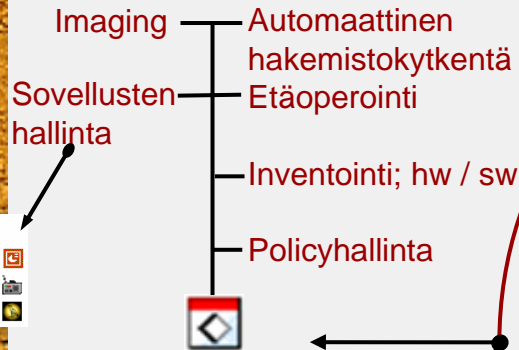 Imaging
Automaattinen
hakemistokytkentä
Sovellusten
hallinta
Etäoperointi
Inventointi; hw / sw
Policyhallinta